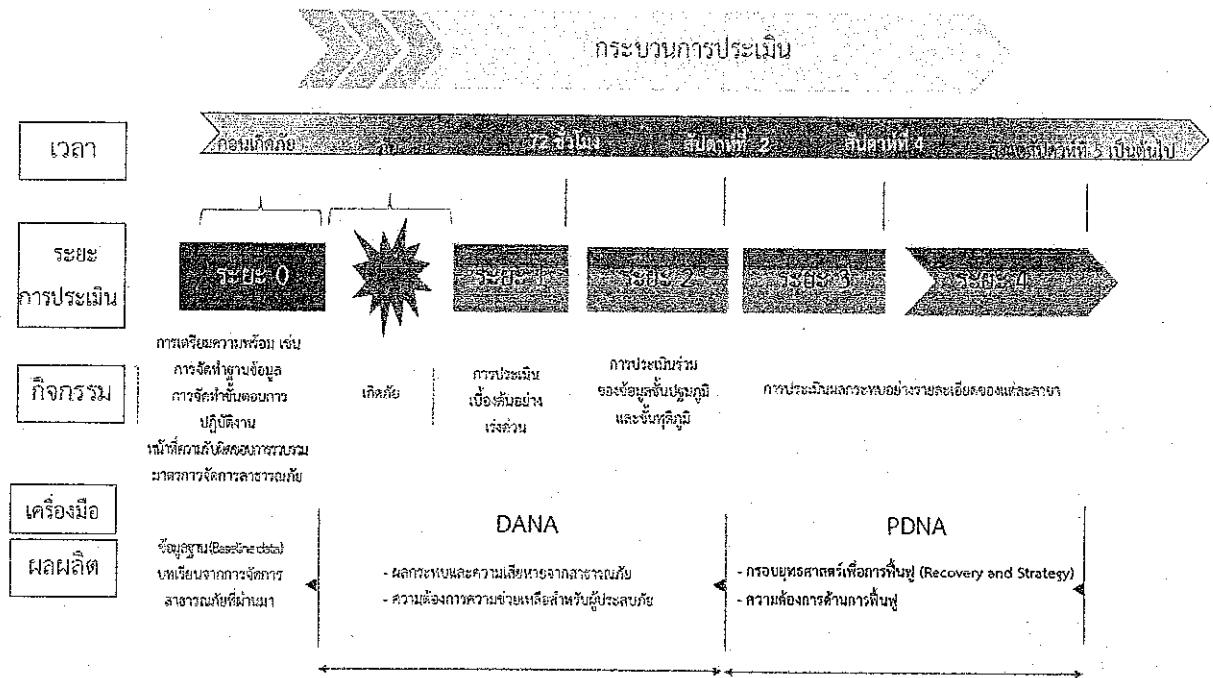 กระบวนการประเมิน
เวลา
ก่อนเกิดภัย
72 ชั่วโมง
สัปดาห์ที่ 2
สัปดาห์ที่ 4
สัปดาห์ที่ 5 เป็นต้นไป
ระยะ
การประเมิน
ระยะ 0
ระยะ 1
ระยะ 2
ระยะ 3
ระยะ 4
กิจกรรม
การเตรียมความพร้อม เช่น
การจัดทำฐานข้อมูล
การจัดทำขั้นตอนการ
ปฏิบัติงาน
หน้าที่ความรับผิดชอบการรวบรวม
มาตรการจัดการสาธารณภัย
เกิดภัย
การประเมิน
เบื้องต้นอย่าง
เร่งด่วน
การประเมินร่วม
ของข้อมูลขั้นปฐมภูมิ
และขั้นทุติภูมิ
การประเมินผลกระทบอย่างรายละเอียดของแต่ละสาขา
เครื่องมือ
DANA
PDNA
ผลผลิต
ข้อมูลฐาน (Baseline data)
บทเรียนจากการจัดการ
สาธารณภัยที่ผ่านมา
- ผลกระทบและความเสียหายจากสาธารณภัย
- ความต้องการความช่วยเหลือสำหรับผู้ประสบภัย
- กรอบยุทธศาสตร์เพื่อการฟื้นฟู (Recovery and Strategy)
- ความต้องการด้านการฟื้นฟู